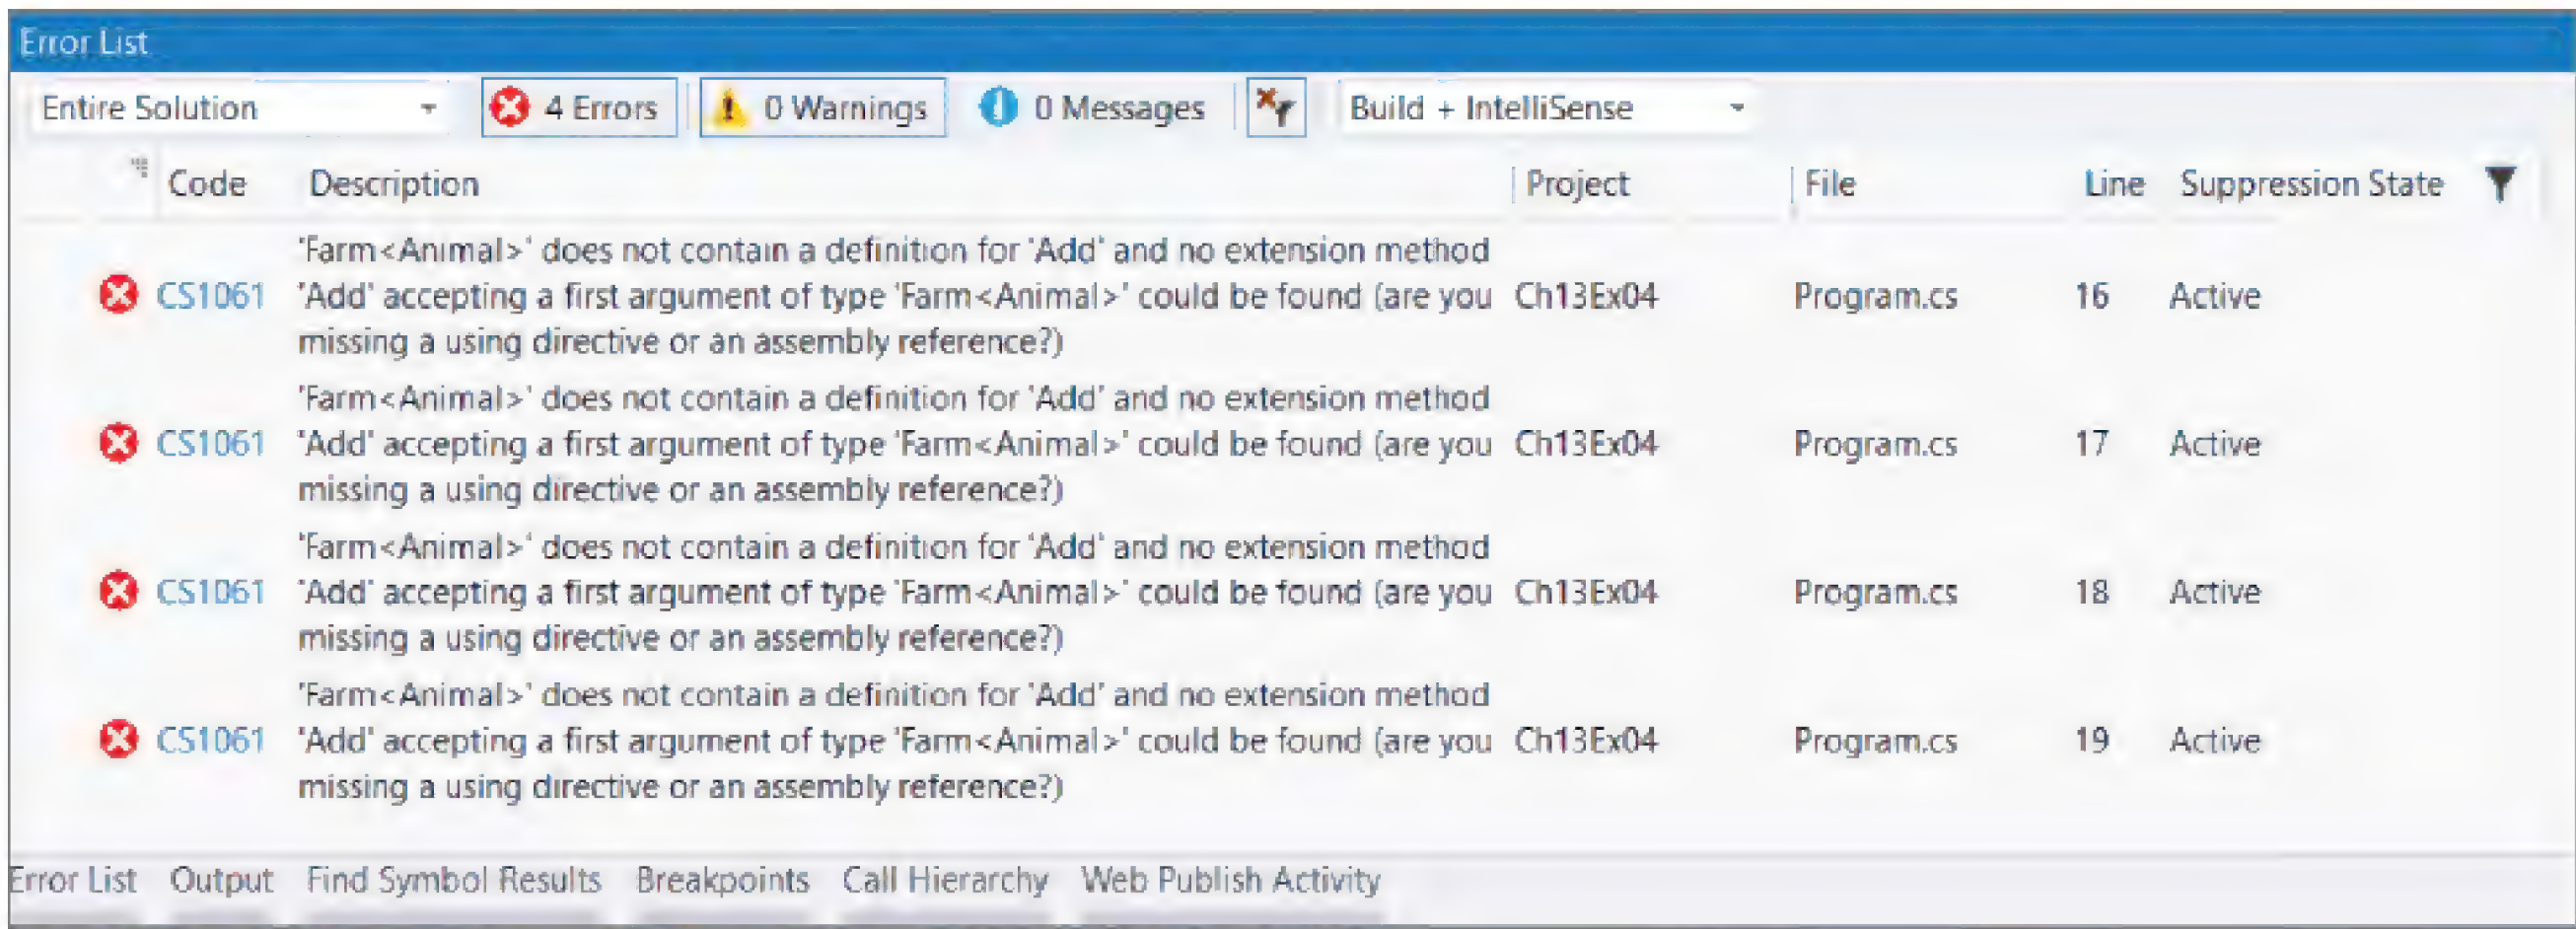 Error List
Entire Solution 4 Errors 0 Warnings 0 Messages Build + IntelliSense
Code Description Project File Line Suppression State
'Farm<Animal>' does not contain a definition for 'Add' and no extension method
CS1061 'Add' accepting a first argument of type 'Farm<Animal>' could be found (are you Ch13Ex04 Program.cs 16 Active
missing a using directive or an assembly reference?)
'Farm<Animal>' does not contain a definition for 'Add' and no extension method
CS1061 'Add' accepting a first argument of type 'Farm<Animal>' could be found (are you Ch13Ex04 Program.cs 17 Active
missing a using directive or an assembly reference?)
'Farm<Animal>' does not contain a definition for 'Add' and no extension method
CS1061 'Add' accepting a first argument of type 'Farm<Animal>' could be found (are you Ch13Ex04 Program.cs 18 Active
missing a using directive or an assembly reference?)
'Farm<Animal>' does not contain a definition for 'Add' and no extension method
CS1061 'Add' accepting a first argument of type 'Farm<Animal>' could be found (are you Ch13Ex04 Program.cs 19 Active
missing a using directive or an assembly reference?)
Error List Output Find Symbol Results Breakpoints Call Hierarchy Web Publish Activity